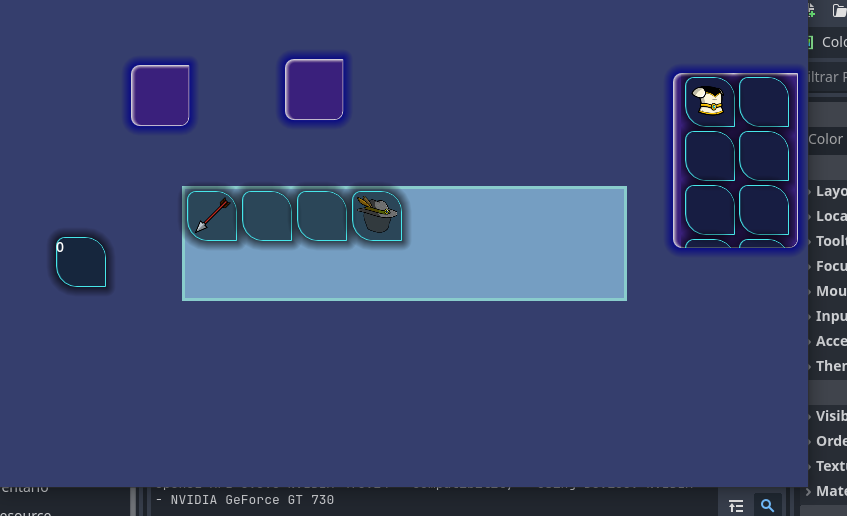 Colo
iltrar F
Color
Layo
Loca
Toolt
Focu
Mou
Inpu
Acce
Ther
Visib
Orde
Textu
Mate
0
entario
esource
- NVIDIA GeForce GT 730